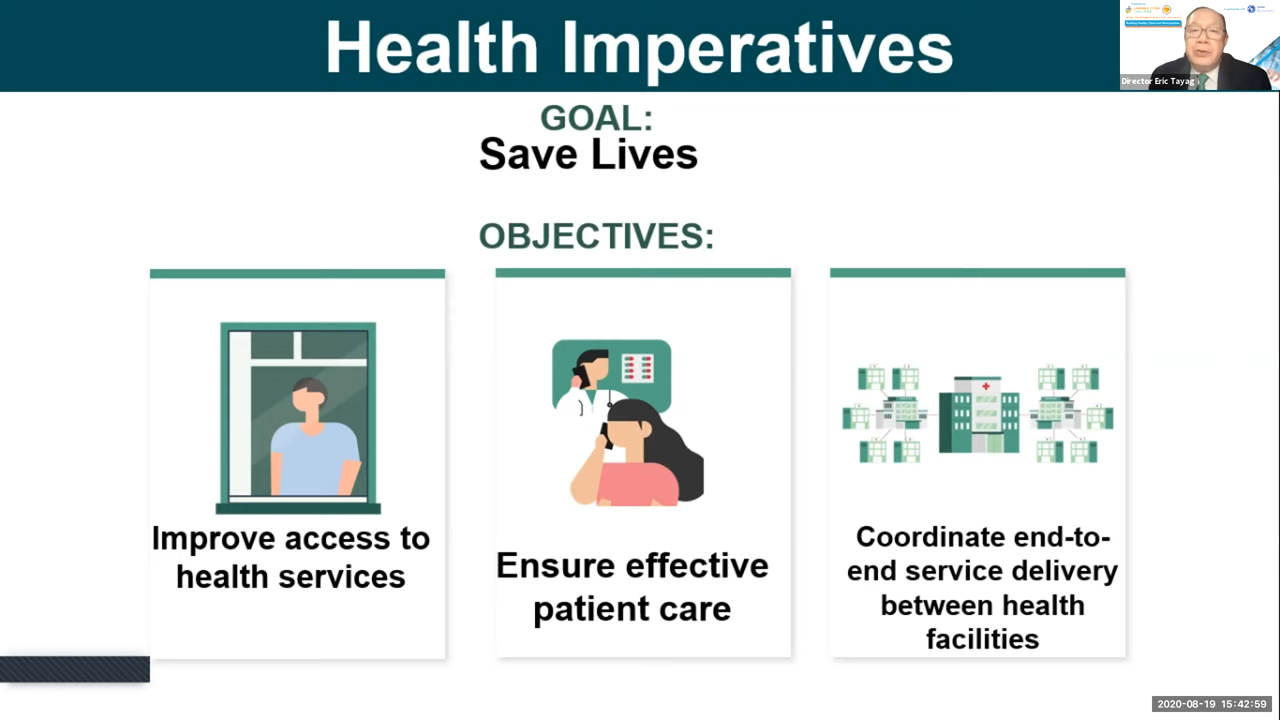 Health Imperatives
Director Eric Tayag
GOAL:
Save Lives
OBJECTIVES:
Improve access to
health services
Ensure effective
patient care
Coordinate end-to-
end service delivery
between health
facilities
2020-08-19 15:42:59